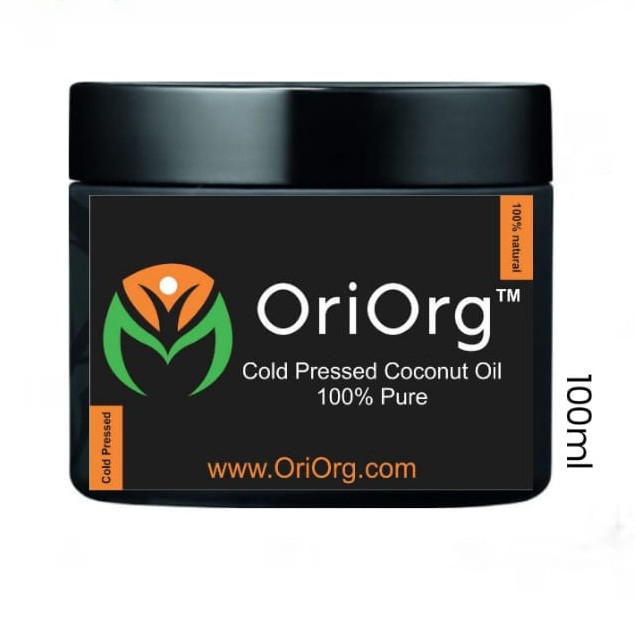 100% natural
OriOrg™
Cold Pressed Coconut Oil
100% Pure
Cold Pressed
www.OriOrg.com
100ml